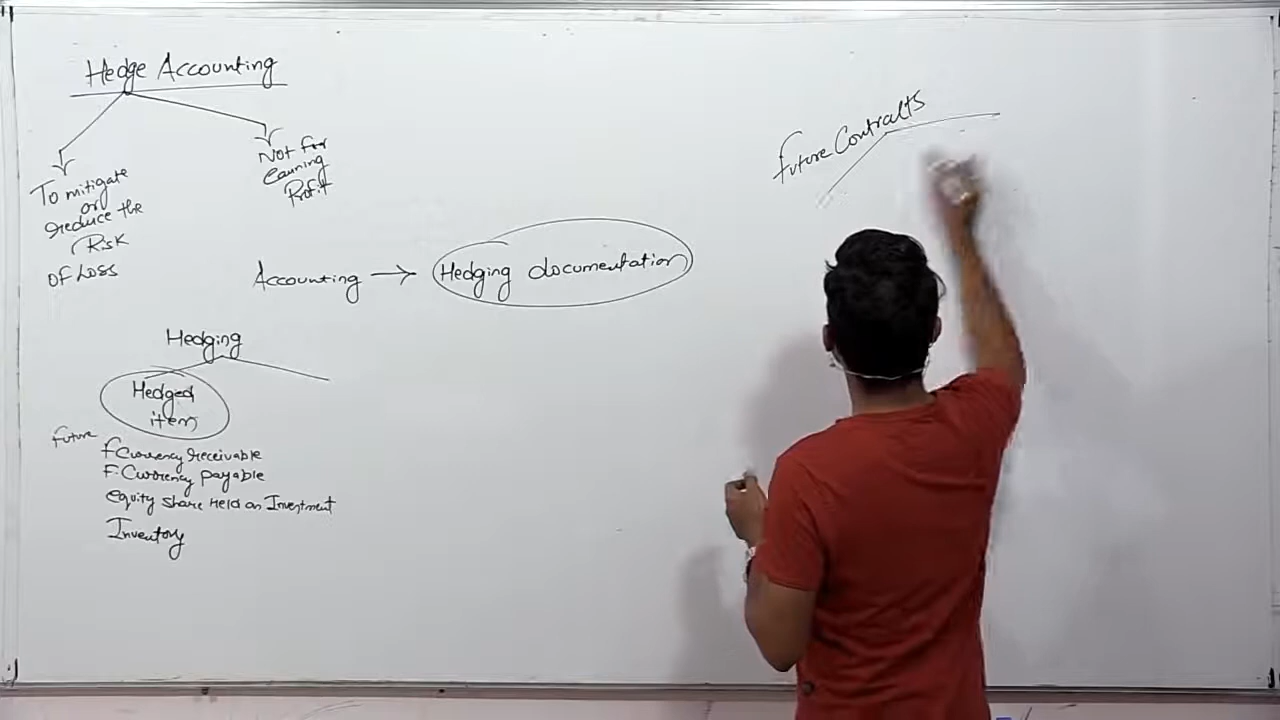 Hedge Accounting
To mitigate
or
reduce the
Risk
OF Loss
Not for
earning
Profit
Accounting → Hedging documentation
Hedging
Hedged
item
future
f Currency receivable
F. Currency payable
equity share Held an Investment
Inventory
future Contracts